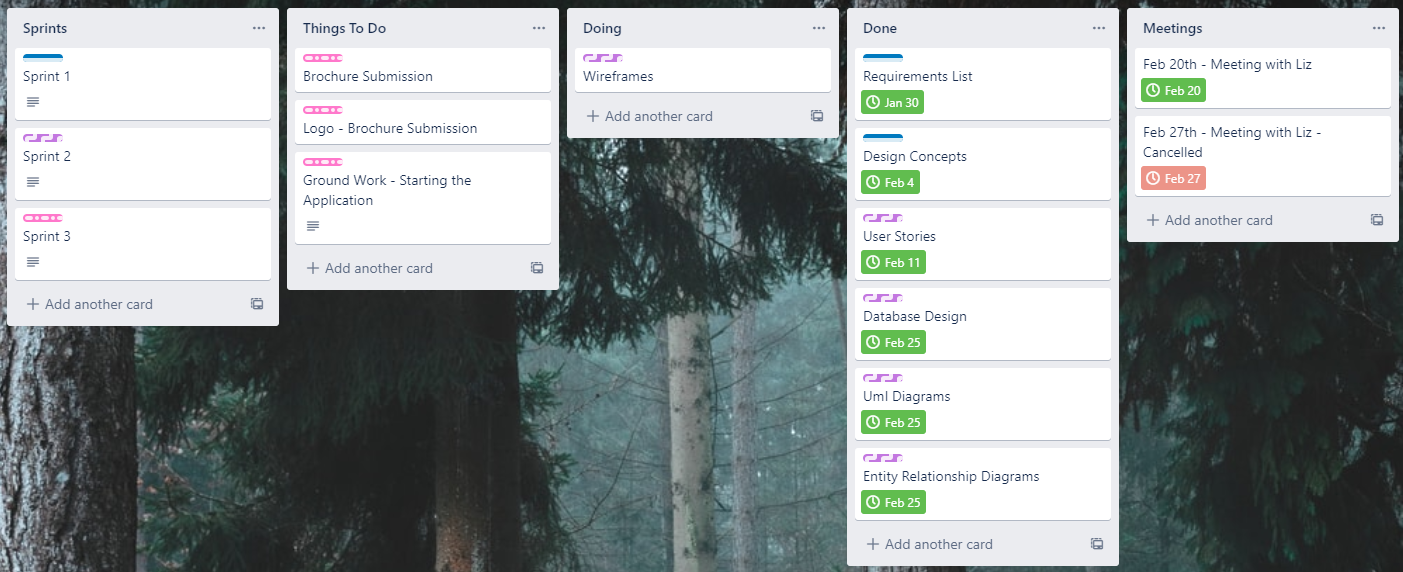 Sprints
Sprint 1
Sprint 2
Sprint 3
Add another card
Things To Do
Brochure Submission
Logo - Brochure Submission
Ground Work - Starting the
Application
Add another card
Doing
Wireframes
Add another card
Done
Requirements List
Jan 30
Design Concepts
Feb 4
User Stories
Feb 11
Database Design
Feb 25
Uml Diagrams
Feb 25
Entity Relationship Diagrams
Feb 25
Add another card
Meetings
Feb 20th - Meeting with Liz
Feb 20
Feb 27th - Meeting with Liz -
Cancelled
Feb 27
Add another card